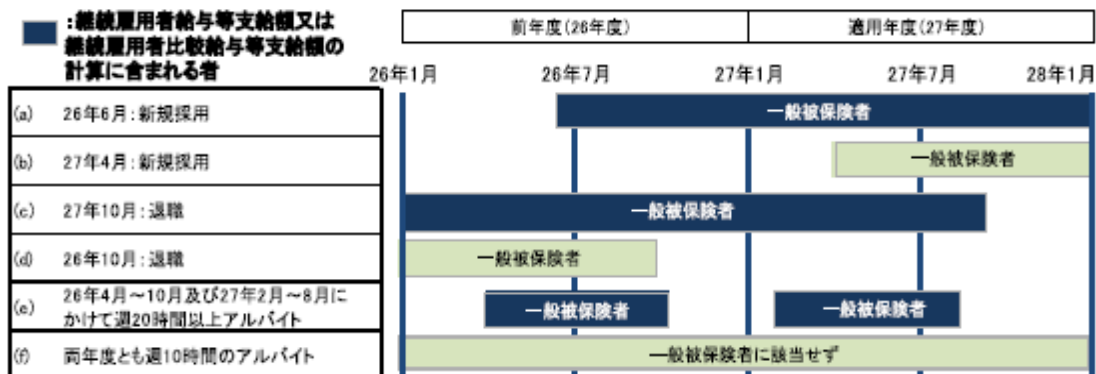 :継続雇用者給与等支給額又は
継続雇用者比較給与等支給額の
計算に含まれる者
前年度(26年度)
適用年度(27年度)
26年1月
26年7月
27年1月
27年7月
28年1月
(a) 26年6月:新規採用
一般被保険者
(b) 27年4月:新規採用
一般被保険者
(c) 27年10月:退職
一般被保険者
(d) 26年10月:退職
一般被保険者
(e) 26年4月～10月及び27年2月～8月に
かけて週20時間以上アルバイト
一般被保険者
一般被保険者
(f) 両年度とも週10時間のアルバイト
一般被保険者に該当せず